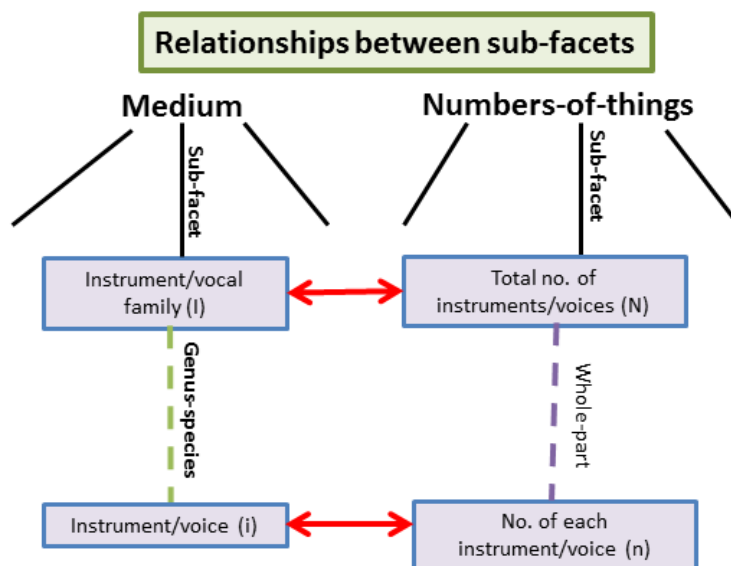 Relationships between sub-facets
Medium
Numbers-of-things
Sub-facet
Sub-facet
Instrument/vocal
family (I)
Total no. of
instruments/voices (N)
Genus-species
Whole-part
Instrument/voice (i)
No. of each
instrument/voice (n)